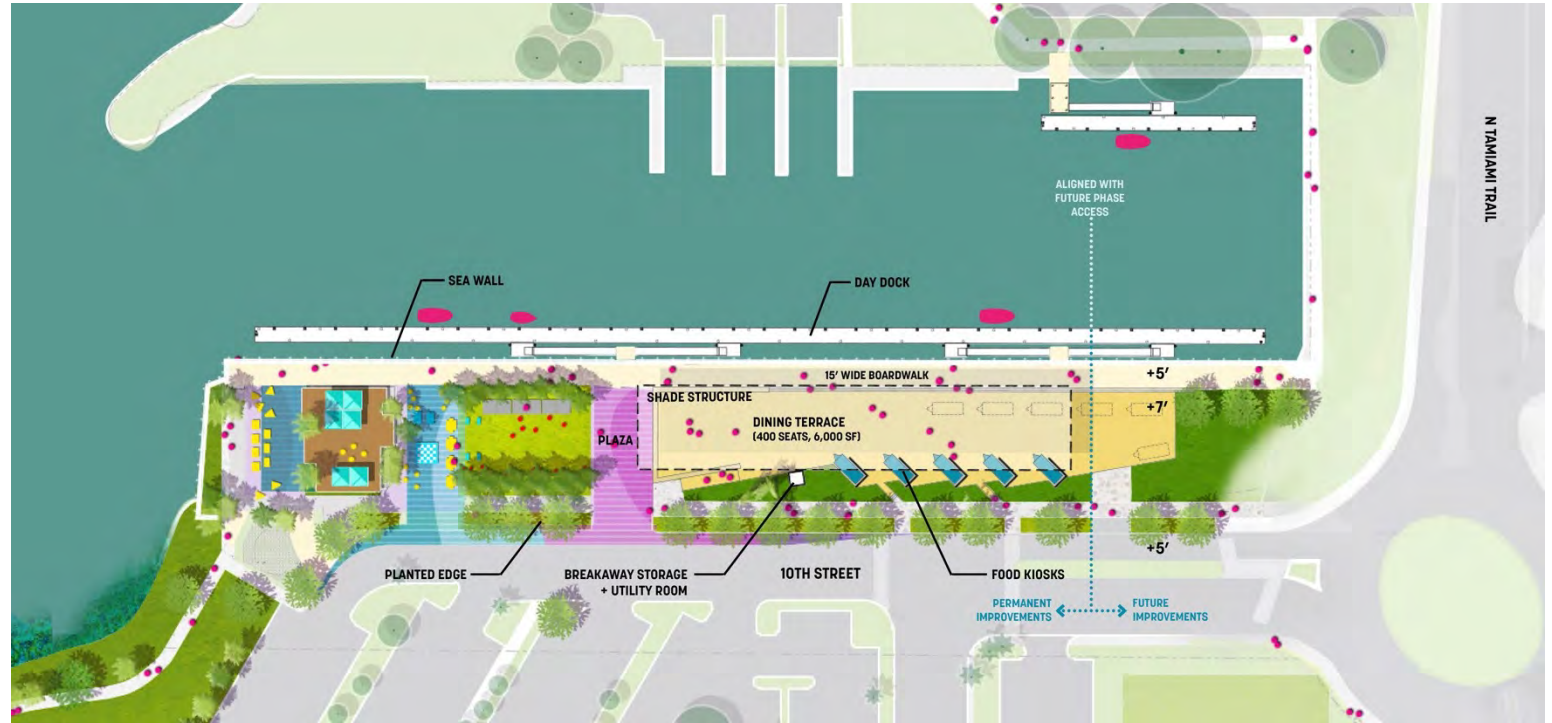 N TAMIAMI TRAIL
ALIGNED WITH
FUTURE PHASE
ACCESS
SEA WALL
DAY DOCK
15' WIDE BOARDWALK
+5'
SHADE STRUCTURE
+7'
DINING TERRACE
(400 SEATS, 6,000 SF)
PLAZA
+5'
PLANTED EDGE
BREAKAWAY STORAGE
+ UTILITY ROOM
10TH STREET
FOOD KIOSKS
PERMANENT
IMPROVEMENTS
FUTURE
IMPROVEMENTS